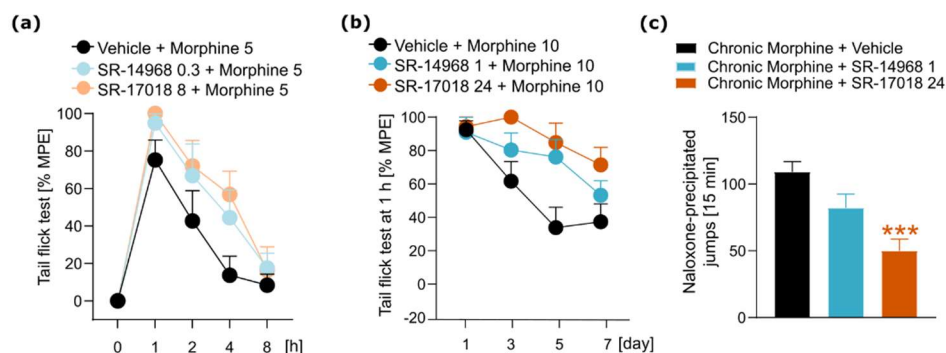 (a)
Vehicle + Morphine 5
SR-14968 0.3 + Morphine 5
SR-17018 8 + Morphine 5
Tail flick test [% MPE]
100
80
60
40
20
0
0 1 2 4 8 [h]
(b)
Vehicle + Morphine 10
SR-14968 1 + Morphine 10
SR-17018 24 + Morphine 10
Tail flick test at 1 h [% MPE]
100
80
60
40
20
0
-20
1 3 5 7 [day]
(c)
Chronic Morphine + Vehicle
Chronic Morphine + SR-14968 1
Chronic Morphine + SR-17018 24
Naloxone-precipitated
jumps [15 min]
150
100
50
0
***